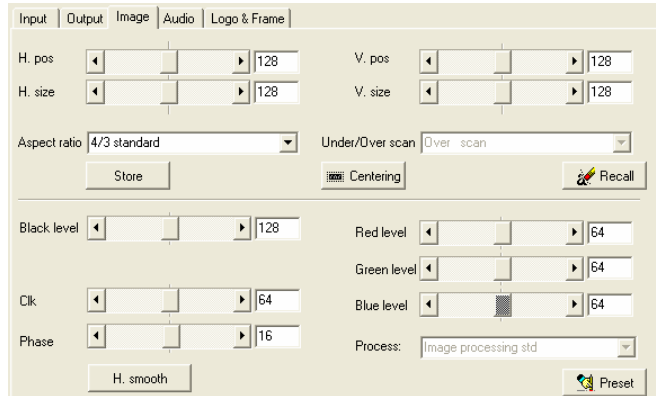 Input Output Image Audio Logo & Frame
H. pos 128 V. pos 128
H. size 128 V. size 128
Aspect ratio 4/3 standard Under/Over scan Over scan
Store Centering Recall
Black level 128 Red level 64
Green level 64
Clk 64 Blue level 64
Phase 16 Process: Image processing std
H. smooth Preset